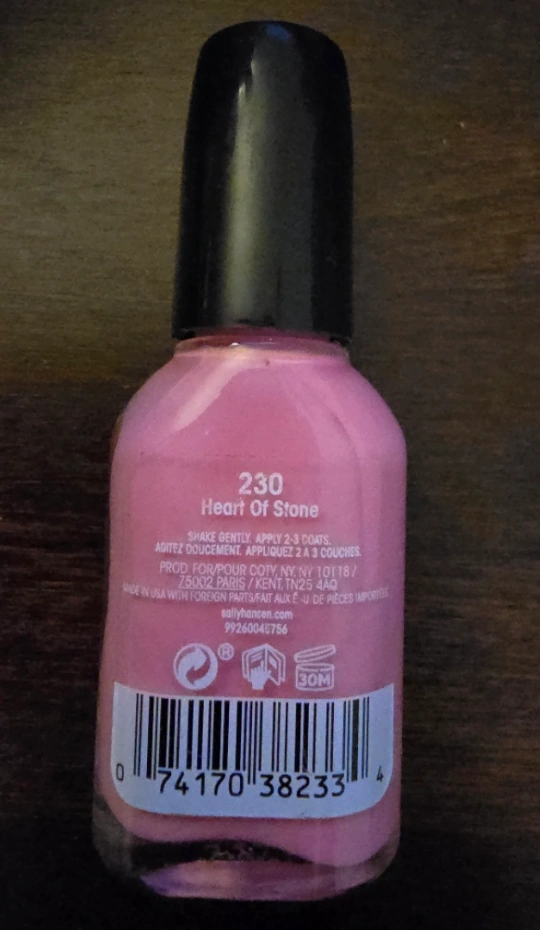 230
Heart Of Stone
SHAKE GENTLY. APPLY 2-3 COATS.
AGITEZ DOUCEMENT. APPLIQUEZ 2 À 3 COUCHES.
PROD. FOR/POUR COTY, NY, NY 10118 /
75002 PARIS / KENT, TN25 4AQ
MADE IN USA WITH FOREIGN PARTS/FAIT AUX É.-U. DE PIÈCES IMPORTÉES
sallyhansen.com
®
30M
0 74170 38233 4